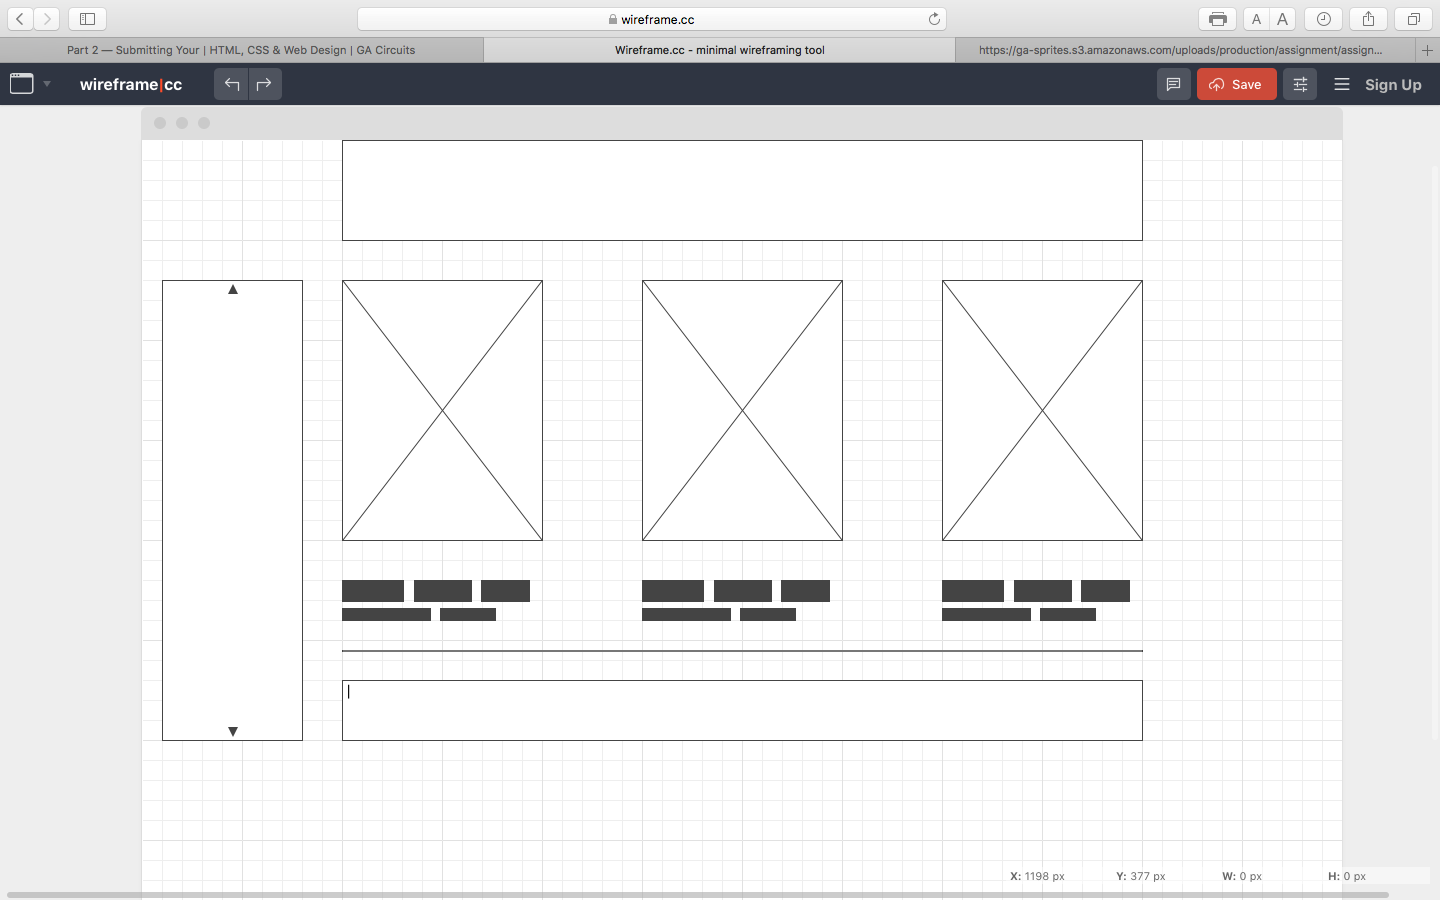 wireframe.cc
A A
Part 2 — Submitting Your | HTML, CSS & Web Design | GA Circuits
Wireframe.cc - minimal wireframing tool
https://ga-sprites.s3.amazonaws.com/uploads/production/assignment/assign...
wireframe|cc
Save
Sign Up
X: 1198 px Y: 377 px W: 0 px H: 0 px